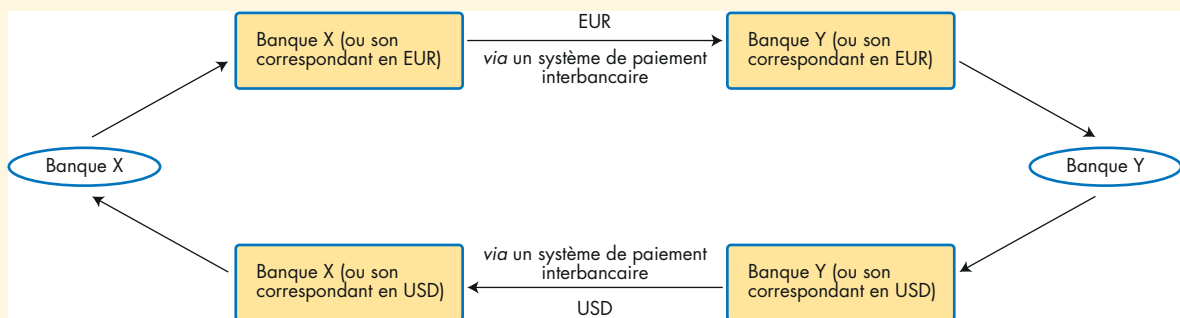 EUR
Banque X (ou son
correspondant en EUR)
via un système de paiement
interbancaire
Banque Y (ou son
correspondant en EUR)
Banque X
Banque Y
Banque X (ou son
correspondant en USD)
via un système de paiement
interbancaire
USD
Banque Y (ou son
correspondant en USD)